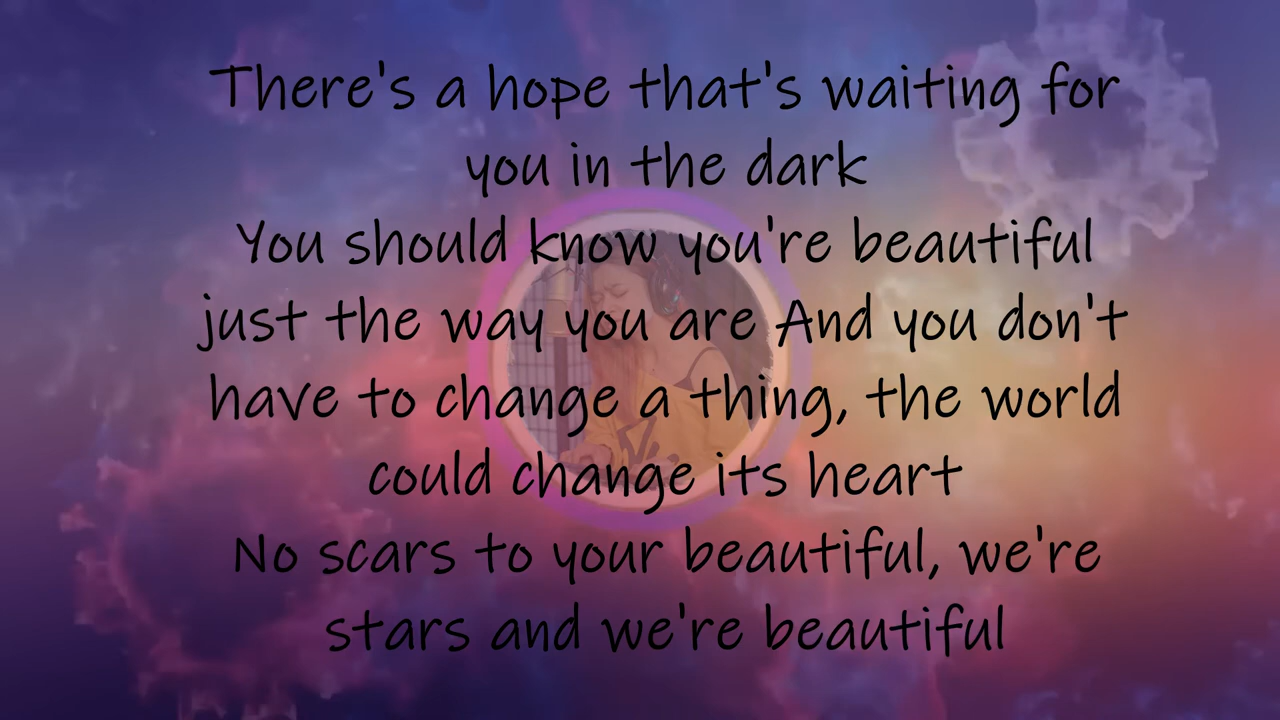 There's a hope that's waiting for
you in the dark
You should know you're beautiful
just the way you are And you don't
have to change a thing, the world
could change its heart
No scars to your beautiful, we're
stars and we're beautiful